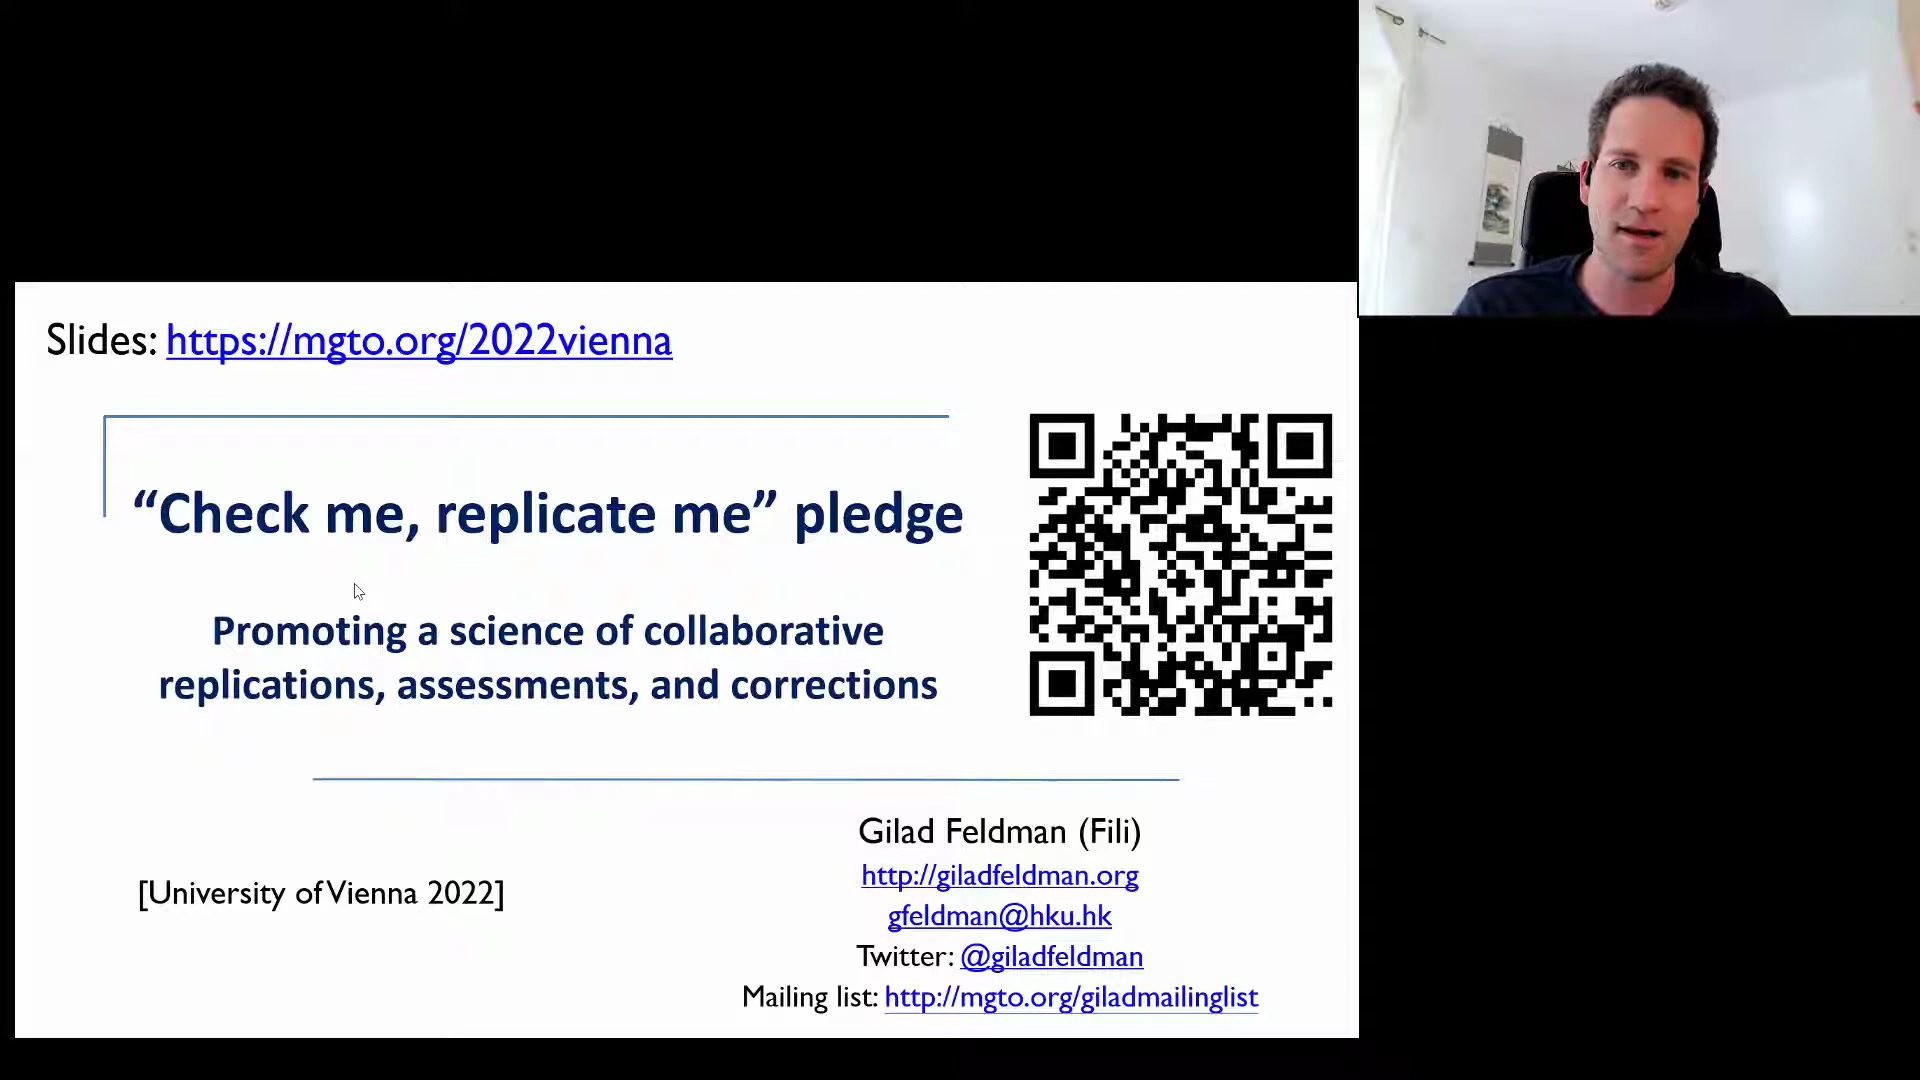 Slides: https://mgto.org/2022vienna
“Check me, replicate me” pledge
Promoting a science of collaborative
replications, assessments, and corrections
[University of Vienna 2022]
Gilad Feldman (Fili)
http://giladfeldman.org
gfeldman@hku.hk
Twitter: @giladfeldman
Mailing list: http://mgto.org/giladmailinglist